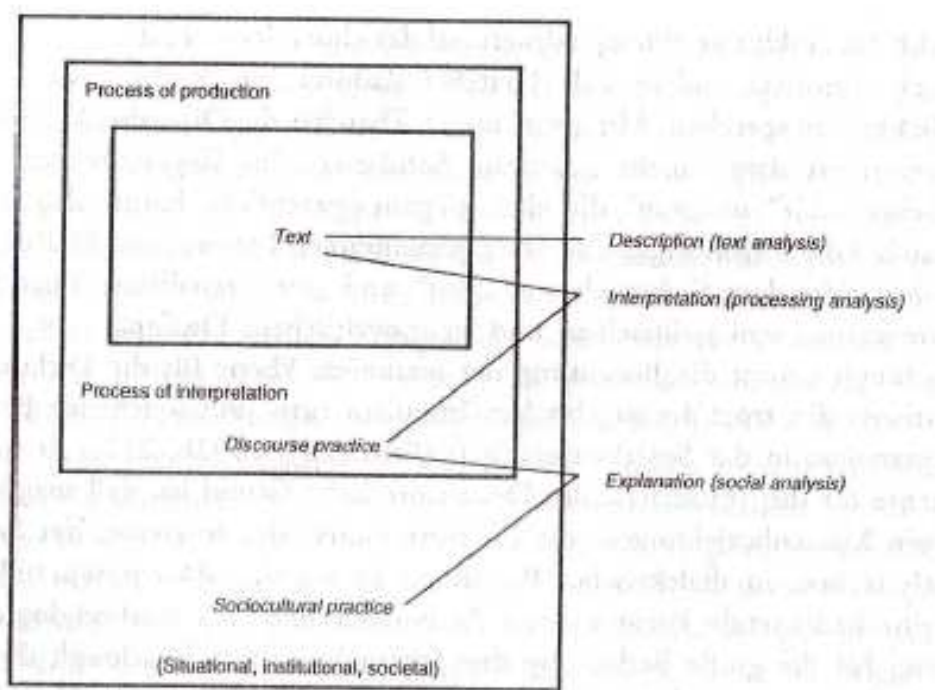 Process of production
Text
Description (text analysis)
Interpretation (processing analysis)
Process of interpretation
Discourse practice
Explanation (social analysis)
Sociocultural practice
(Situational, institutional, societal)